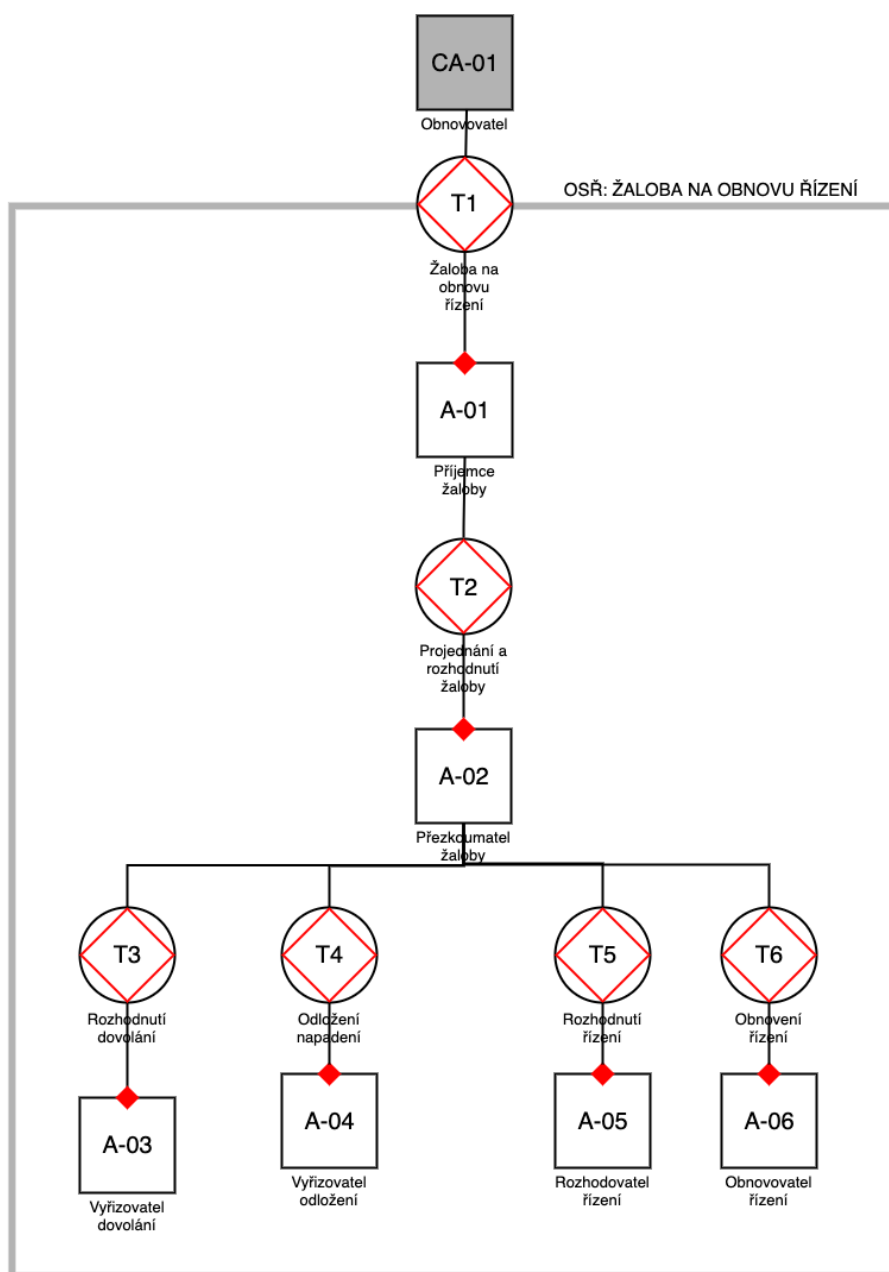 CA-01
Obnovovatel
OSŘ: ŽALOBA NA OBNOVU ŘÍZENÍ
T1
Žaloba na
obnovu
řízení
A-01
Příjemce
žaloby
T2
Projednání a
rozhodnutí
žaloby
A-02
Přezkoumatel
žaloby
T3
T4
T5
T6
Rozhodnutí
dovolání
Odložení
napadení
Rozhodnutí
řízení
Obnovení
řízení
A-03
A-04
A-05
A-06
Vyřizovatel
dovolání
Vyřizovatel
odložení
Rozhodovatel
řízení
Obnovovatel
řízení